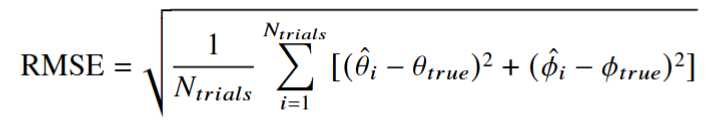 RMSE = \sqrt{\frac{1}{N_{trials}} \sum_{i=1}^{N_{trials}} [(\hat{\theta}_i - \theta_{true})^2 + (\hat{\phi}_i - \phi_{true})^2]}